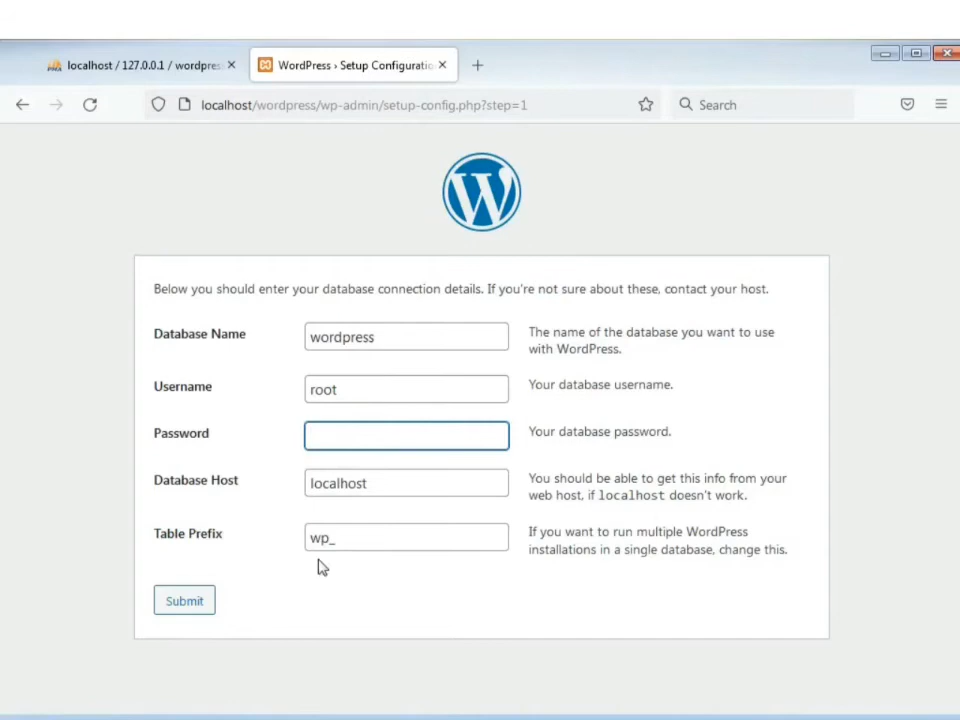 localhost / 127.0.0.1 / wordpres
WordPress › Setup Configuratio
localhost/wordpress/wp-admin/setup-config.php?step=1
Search
Below you should enter your database connection details. If you're not sure about these, contact your host.
Database Name
wordpress
The name of the database you want to use
with WordPress.
Username
root
Your database username.
Password
Your database password.
Database Host
localhost
You should be able to get this info from your
web host, if localhost doesn't work.
Table Prefix
wp_
If you want to run multiple WordPress
installations in a single database, change this.
Submit